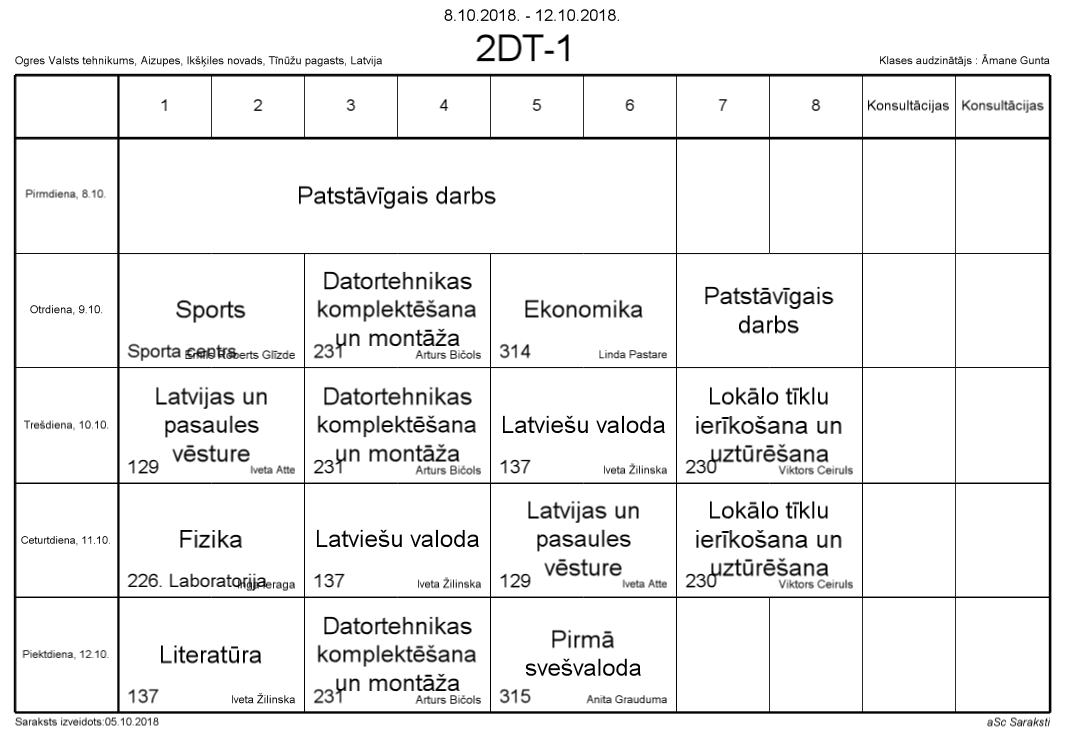 8.10.2018. - 12.10.2018.
2DT-1
Ogres Valsts tehnikums, Aizupes, Ikšķiles novads, Tīnūžu pagasts, Latvija
Klases audzinātājs : Āmane Gunta
1 2 3 4 5 6 7 8 Konsultācijas Konsultācijas
Pirmdiena, 8.10.
Patstāvīgais darbs
Otrdiena, 9.10.
Sports
Sporta centrs
Emīls Roberts Glīzde
Datortehnikas
komplektēšana
un montāža
231
Arturs Bičols
Ekonomika
314
Linda Pastare
Patstāvīgais
darbs
Trešdiena, 10.10.
Latvijas un
pasaules
vēsture
129
Iveta Atte
Datortehnikas
komplektēšana
un montāža
231
Arturs Bičols
Latviešu valoda
137
Iveta Žilinska
Lokālo tīklu
ierīkošana un
uztūrēšana
230
Viktors Ceiruls
Ceturtdiena, 11.10.
Fizika
226. Laboratorija
Inga Ieraga
Latviešu valoda
137
Iveta Žilinska
Latvijas un
pasaules
vēsture
129
Iveta Atte
Lokālo tīklu
ierīkošana un
uztūrēšana
230
Viktors Ceiruls
Piektdiena, 12.10.
Literatūra
137
Iveta Žilinska
Datortehnikas
komplektēšana
un montāža
231
Arturs Bičols
Pirmā
svešvaloda
315
Anita Grauduma
Saraksts izveidots:05.10.2018
aSc Saraksti